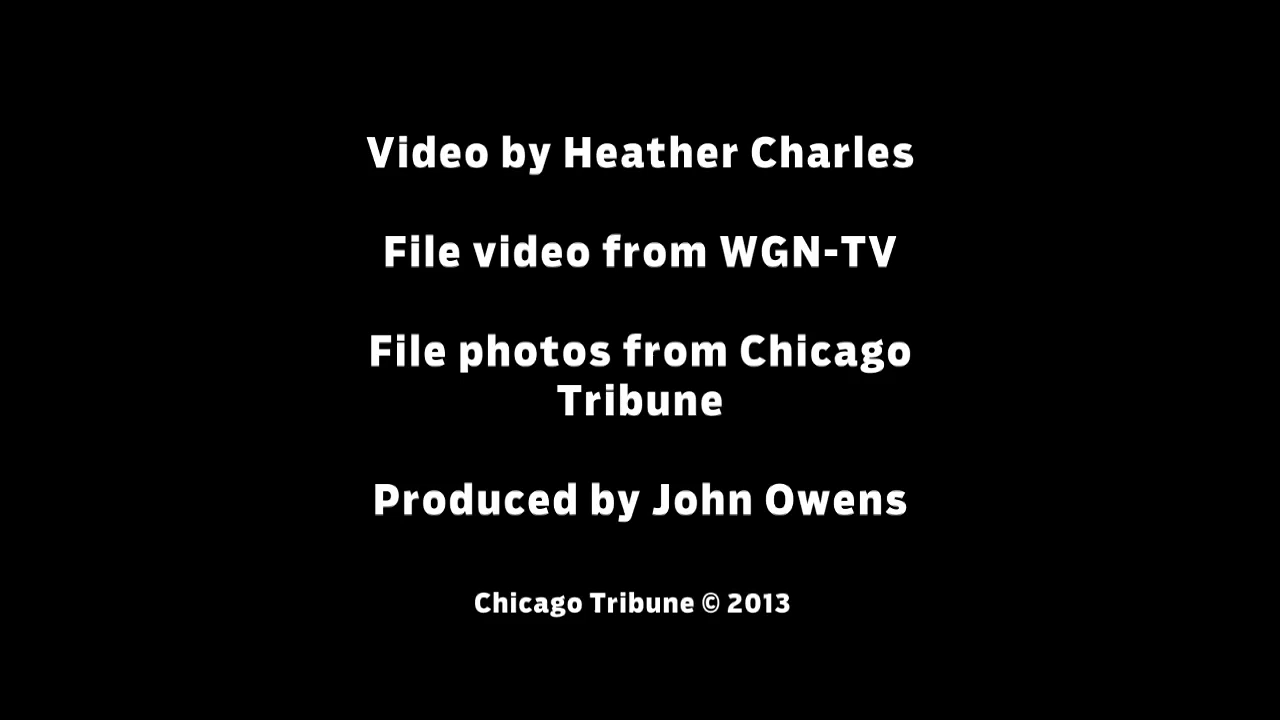 Video by Heather Charles
File video from WGN-TV
File photos from Chicago
Tribune
Produced by John Owens
Chicago Tribune © 2013